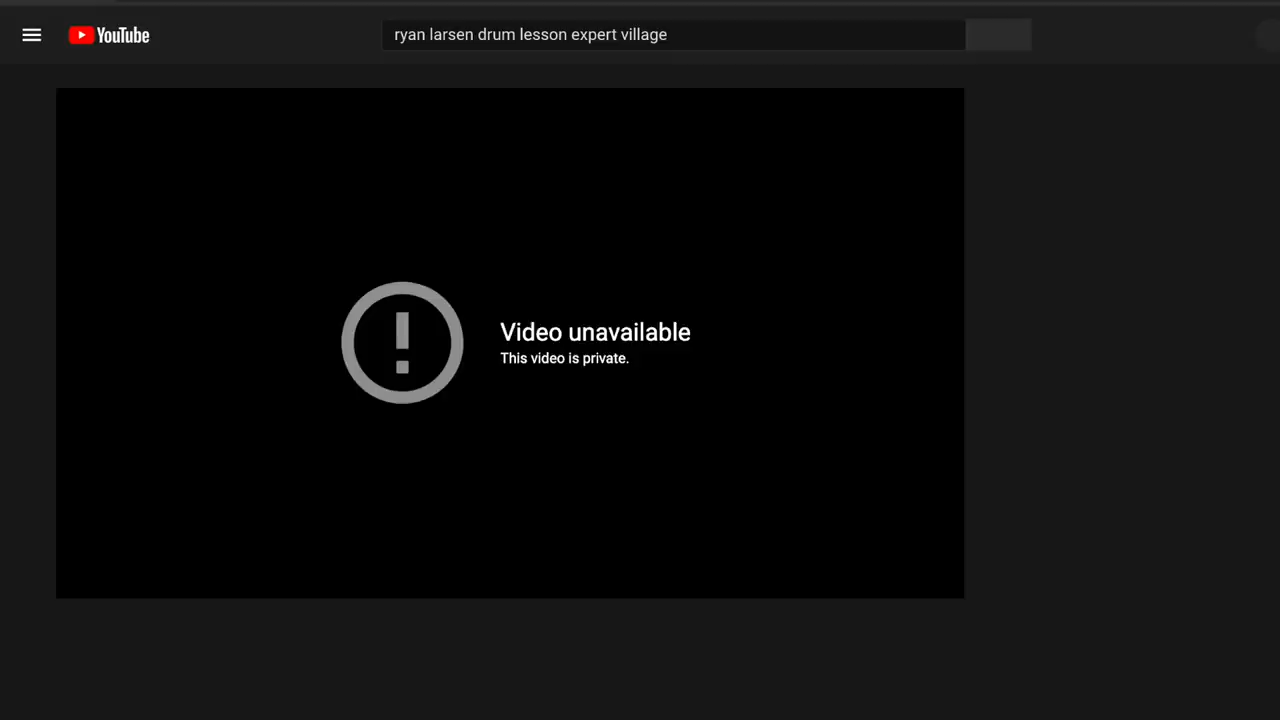 YouTube
ryan larsen drum lesson expert village
Video unavailable
This video is private.